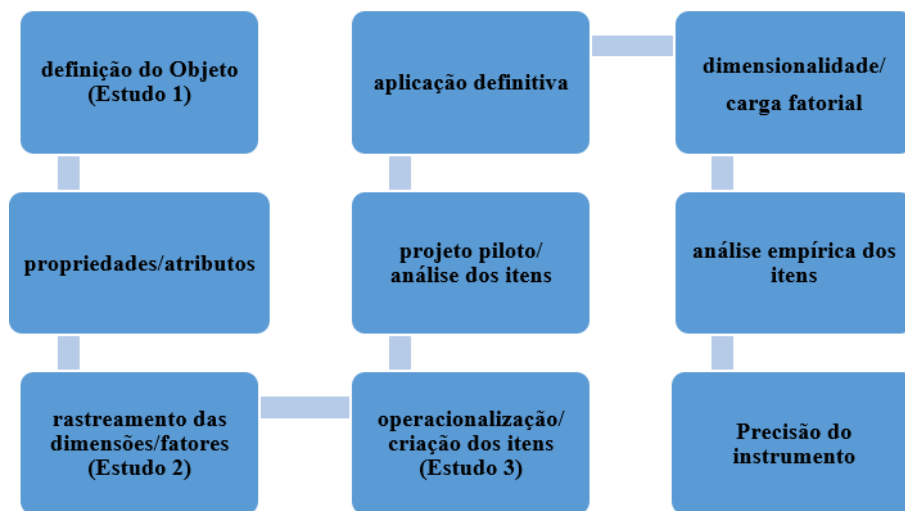 definição do Objeto
(Estudo 1)
propriedades/atributos
rastreamento das
dimensões/fatores
(Estudo 2)
operacionalização/
criação dos itens
(Estudo 3)
projeto piloto/
análise dos itens
aplicação definitiva
dimensionalidade/
carga fatorial
análise empírica dos
itens
Precisão do
instrumento